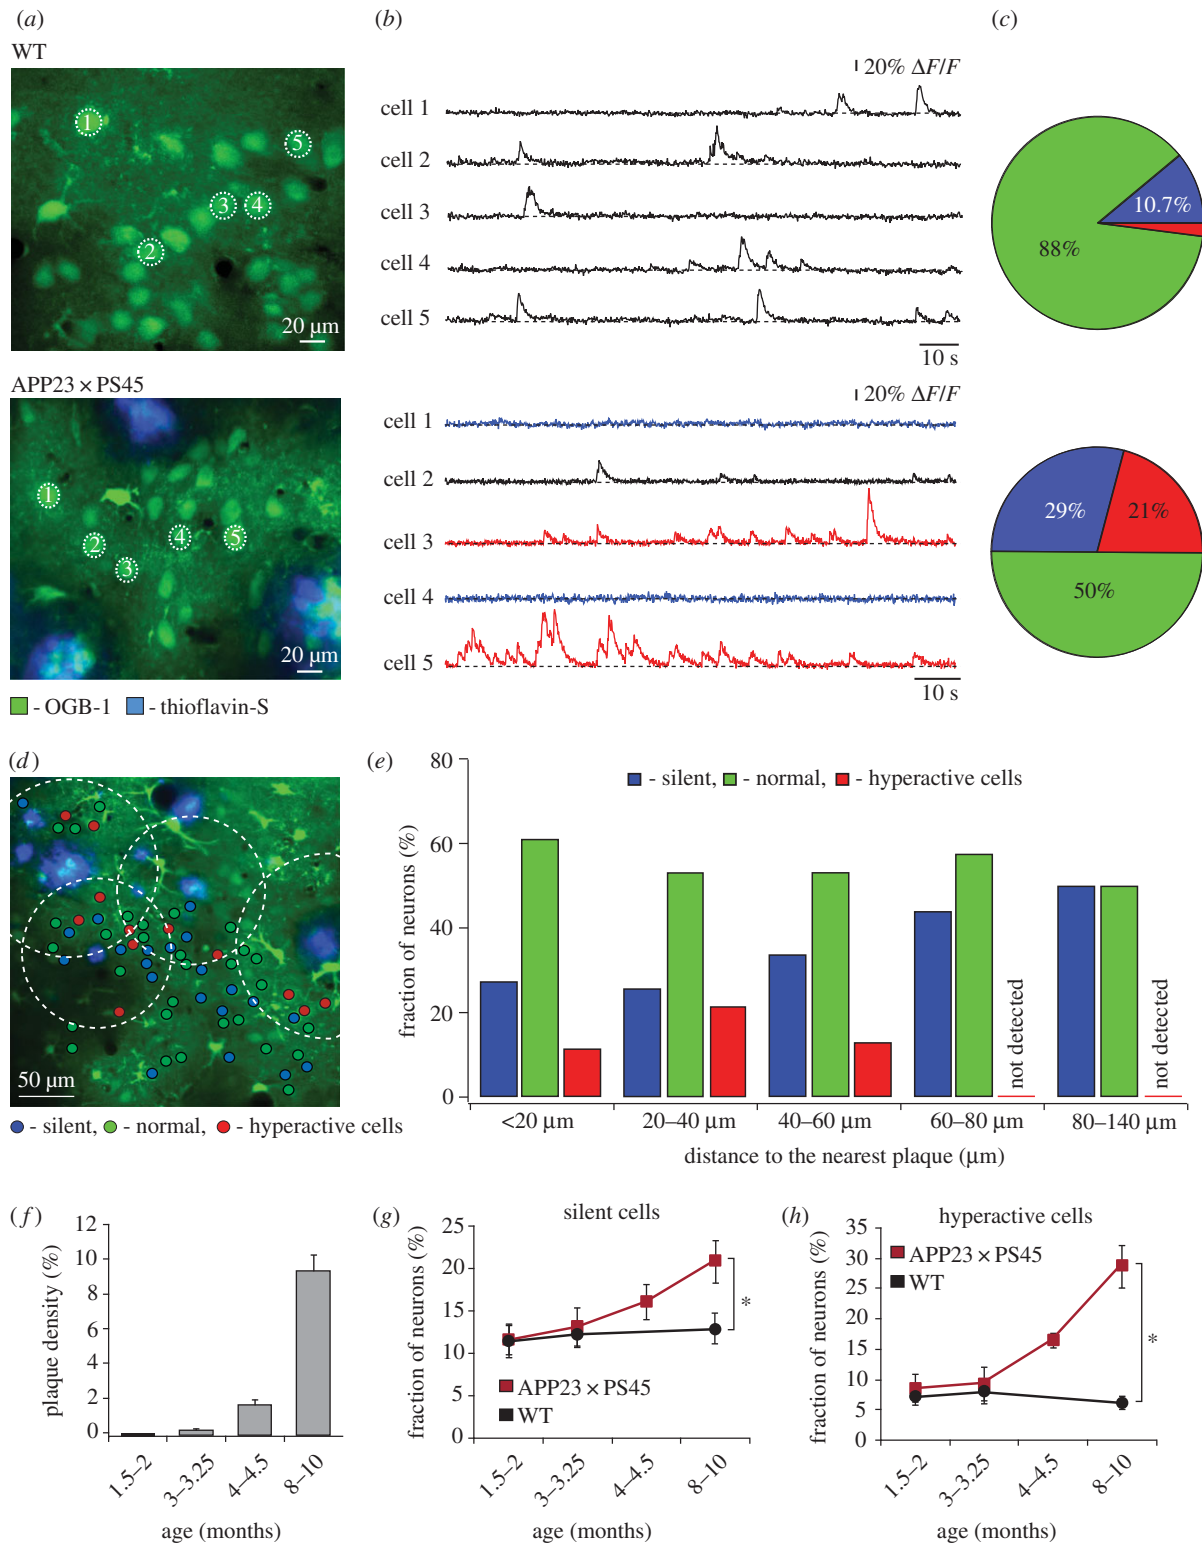 (a)
WT
1
5
3
4
2
20 µm
APP23 × PS45
1
2
3
4
5
20 µm
- OGB-1 - thioflavin-S
(b)
20% ΔF/F
cell 1
cell 2
cell 3
cell 4
cell 5
10 s
20% ΔF/F
cell 1
cell 2
cell 3
cell 4
cell 5
10 s
(c)
10.7%
88%
29%
21%
50%
(d)
50 µm
- silent, - normal, - hyperactive cells
(e)
- silent, - normal, - hyperactive cells
fraction of neurons (%)
80
60
40
20
0
not detected
not detected
<20 µm 20–40 µm 40–60 µm 60–80 µm 80–140 µm
distance to the nearest plaque (µm)
(f)
plaque density (%)
12
10
8
6
4
2
0
1.5–2 3–3.25 4–4.5 8–10
age (months)
(g)
silent cells
fraction of neurons (%)
25
20
15
10
5
0
*
APP23 × PS45
WT
1.5–2 3–3.25 4–4.5 8–10
age (months)
(h)
hyperactive cells
fraction of neurons (%)
35
30
25
20
15
10
5
0
APP23 × PS45
WT
*
1.5–2 3–3.25 4–4.5 8–10
age (months)